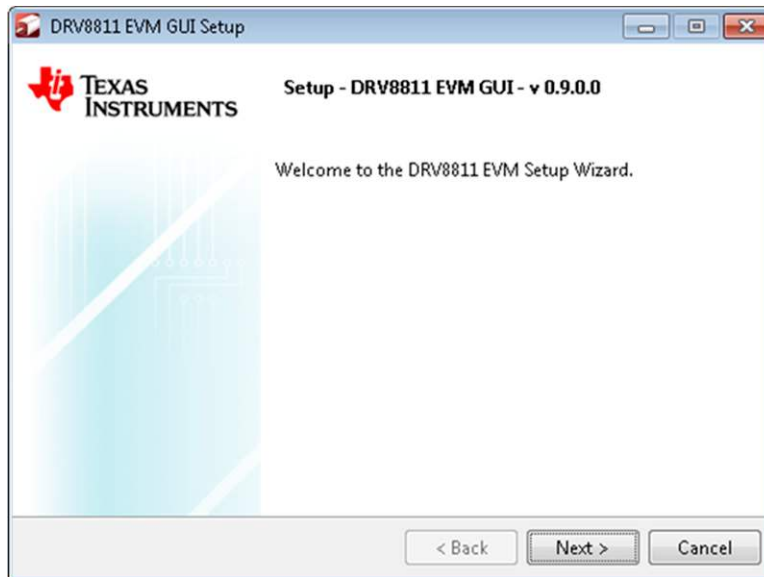 DRV8811 EVM GUI Setup
TEXAS
INSTRUMENTS
Setup - DRV8811 EVM GUI - v 0.9.0.0
Welcome to the DRV8811 EVM Setup Wizard.
< Back
Next >
Cancel